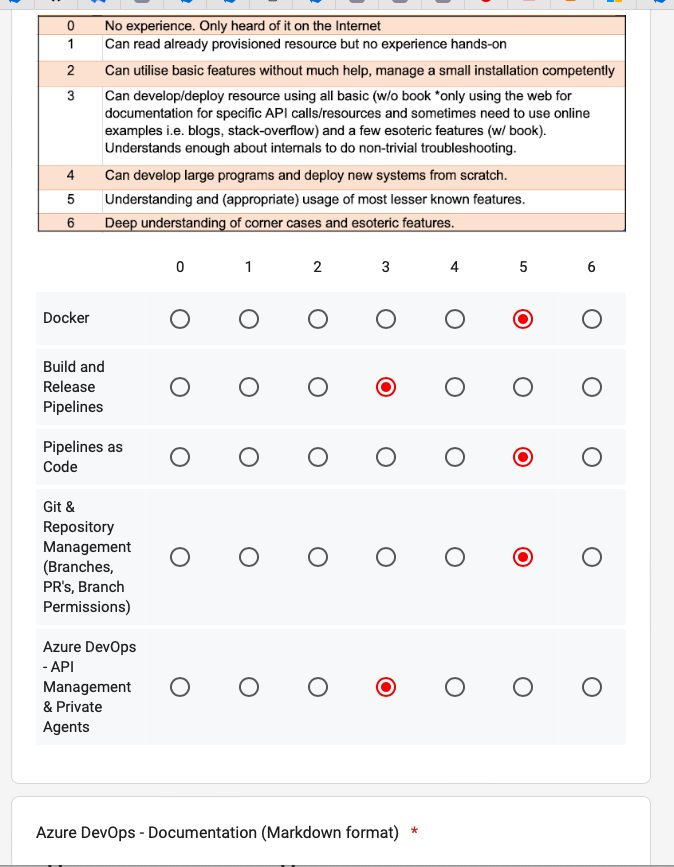 0 No experience. Only heard of it on the Internet
1 Can read already provisioned resource but no experience hands-on
2 Can utilise basic features without much help, manage a small installation competently
3 Can develop/deploy resource using all basic (w/o book *only using the web for
documentation for specific API calls/resources and sometimes need to use online
examples i.e. blogs, stack-overflow) and a few esoteric features (w/ book).
Understands enough about internals to do non-trivial troubleshooting.
4 Can develop large programs and deploy new systems from scratch.
5 Understanding and (appropriate) usage of most lesser known features.
6 Deep understanding of corner cases and esoteric features.
0 1 2 3 4 5 6
Docker
Build and
Release
Pipelines
Pipelines as
Code
Git &
Repository
Management
(Branches,
PR's, Branch
Permissions)
Azure DevOps
- API
Management
& Private
Agents
Azure DevOps - Documentation (Markdown format) *